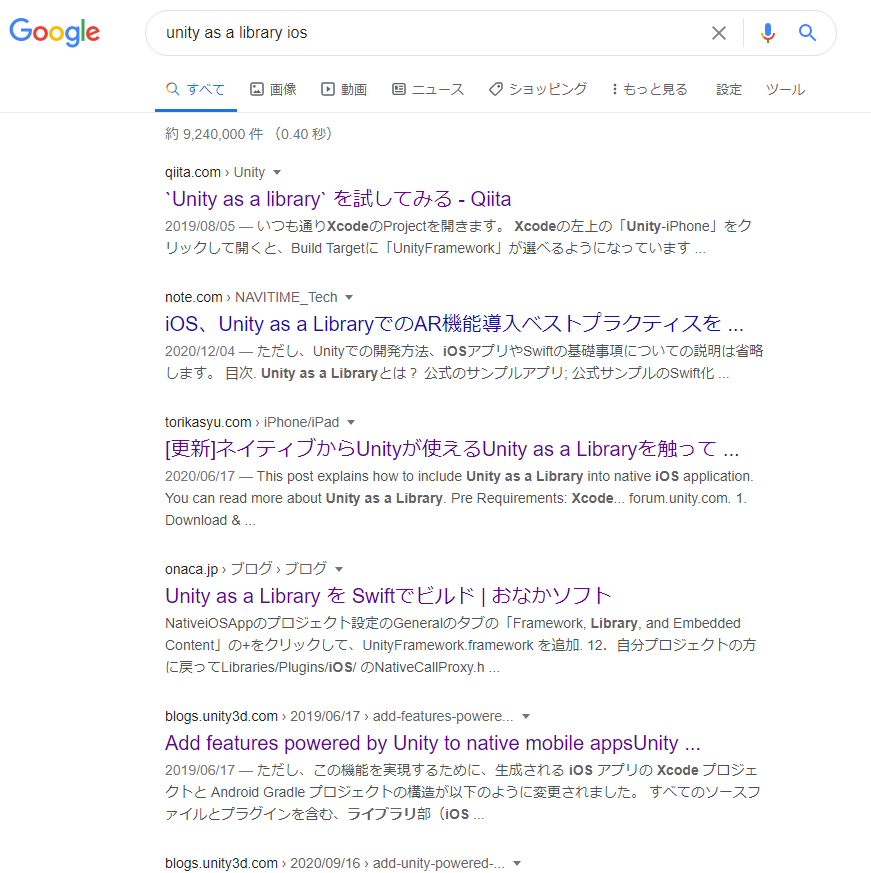 Google
unity as a library ios
すべて 画像 動画 ニュース ショッピング もっと見る 設定 ツール
約 9,240,000 件 （0.40 秒）
qiita.com › Unity
`Unity as a library` を試してみる - Qiita
2019/08/05 — いつも通りXcodeのProjectを開きます。 Xcodeの左上の「Unity-iPhone」をク
リックして開くと、Build Targetに「UnityFramework」が選べるようになっています ...
note.com › NAVITIME_Tech
iOS、Unity as a LibraryでのAR機能導入ベストプラクティスを ...
2020/12/04 — ただし、Unityでの開発方法、iOSアプリやSwiftの基礎事項についての説明は省略
します。 目次. Unity as a Libraryとは？ 公式のサンプルアプリ; 公式サンプルのSwift化 ...
torikasyu.com › iPhone/iPad
[更新]ネイティブからUnityが使えるUnity as a Libraryを触って ...
2020/06/17 — This post explains how to include Unity as a Library into native iOS application.
You can read more about Unity as a Library. Pre Requirements: Xcode... forum.unity.com. 1.
Download & ...
onaca.jp › ブログ › ブログ
Unity as a Library を Swiftでビルド | おなかソフト
NativeiOSAppのプロジェクト設定のGeneralのタブの「Framework, Library, and Embedded
Content」の+をクリックして、UnityFramework.framework を追加. 12．自分プロジェクトの方
に戻ってLibraries/Plugins/iOS/ のNativeCallProxy.h ...
blogs.unity3d.com › 2019/06/17 › add-features-powere...
Add features powered by Unity to native mobile appsUnity ...
2019/06/17 — ただし、この機能を実現するために、生成される iOS アプリの Xcode プロジェ
クトと Android Gradle プロジェクトの構造が以下のように変更されました。 すべてのソースフ
ァイルとプラグインを含む、ライブラリ部（iOS ...
blogs.unity3d.com › 2020/09/16 › add-unity-powered-...